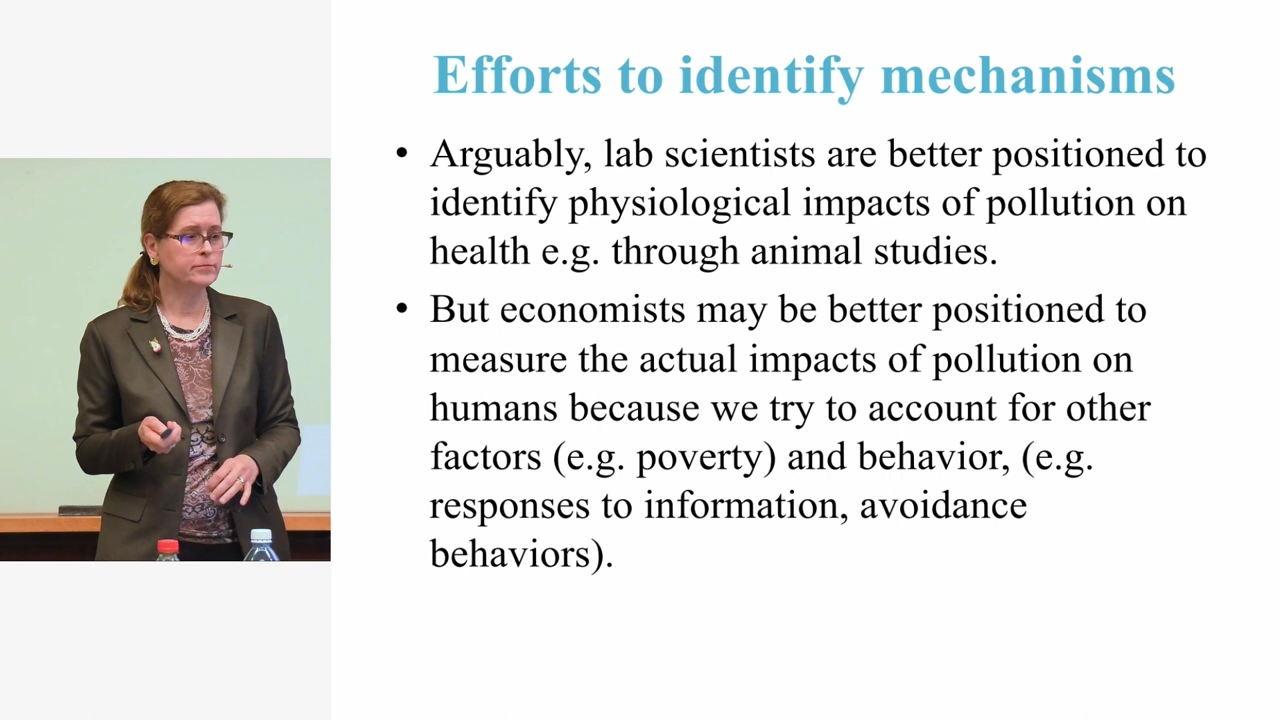 Efforts to identify mechanisms
• Arguably, lab scientists are better positioned to
identify physiological impacts of pollution on
health e.g. through animal studies.
• But economists may be better positioned to
measure the actual impacts of pollution on
humans because we try to account for other
factors (e.g. poverty) and behavior, (e.g.
responses to information, avoidance
behaviors).